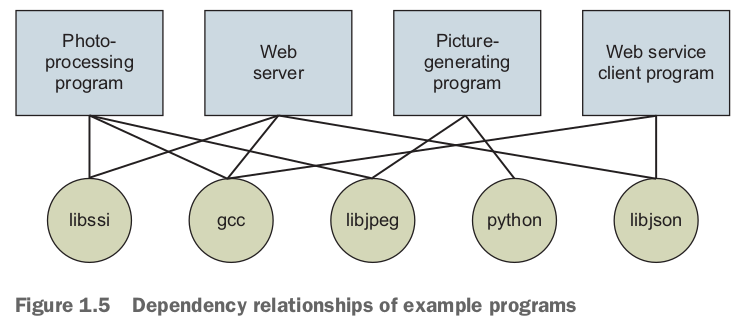 Photo-
processing
program
Web
server
Picture-
generating
program
Web service
client program
libssi
gcc
libjpeg
python
libjson
Figure 1.5 Dependency relationships of example programs